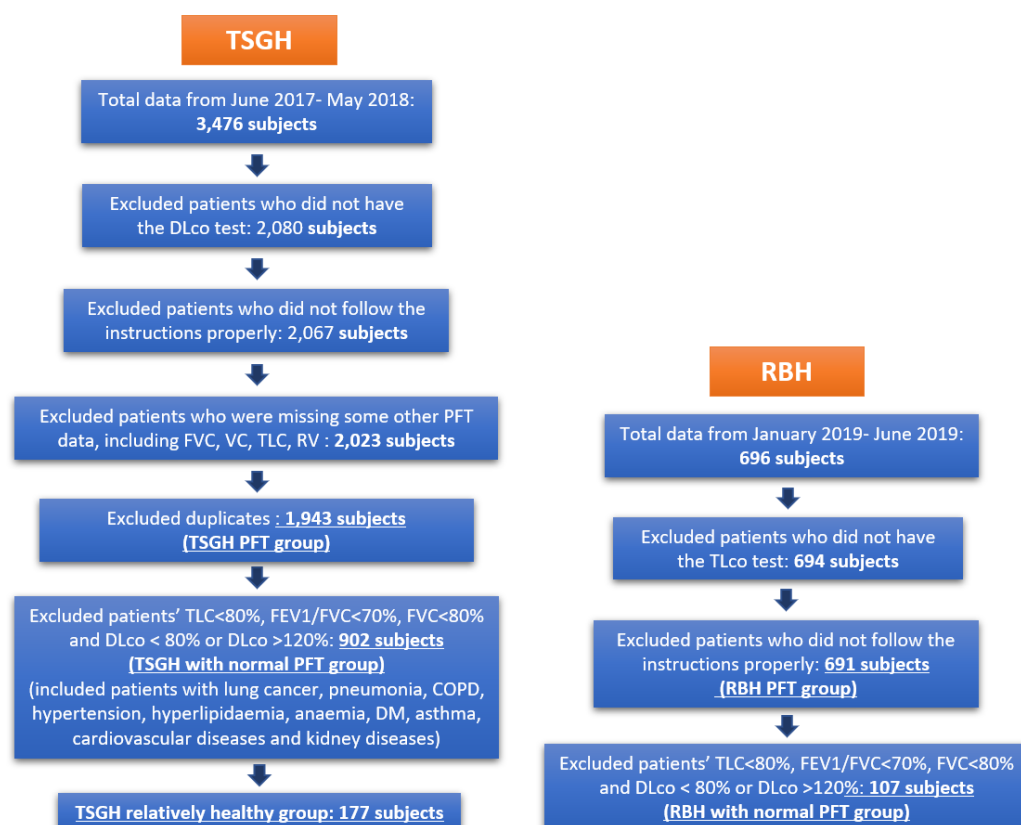 TSGH
Total data from June 2017- May 2018:
3,476 subjects
Excluded patients who did not have
the DLco test: 2,080 subjects
Excluded patients who did not follow the
instructions properly: 2,067 subjects
Excluded patients who were missing some other PFT
data, including FVC, VC, TLC, RV : 2,023 subjects
Excluded duplicates : 1,943 subjects
(TSGH PFT group)
Excluded patients’ TLC<80%, FEV1/FVC<70%, FVC<80%
and DLco < 80% or DLco >120%: 902 subjects
(TSGH with normal PFT group)
(included patients with lung cancer, pneumonia, COPD,
hypertension, hyperlipidaemia, anaemia, DM, asthma,
cardiovascular diseases and kidney diseases)
TSGH relatively healthy group: 177 subjects
RBH
Total data from January 2019- June 2019:
696 subjects
Excluded patients who did not have
the TLco test: 694 subjects
Excluded patients who did not follow the
instructions properly: 691 subjects
(RBH PFT group)
Excluded patients’ TLC<80%, FEV1/FVC<70%, FVC<80%
and DLco < 80% or DLco >120%: 107 subjects
(RBH with normal PFT group)